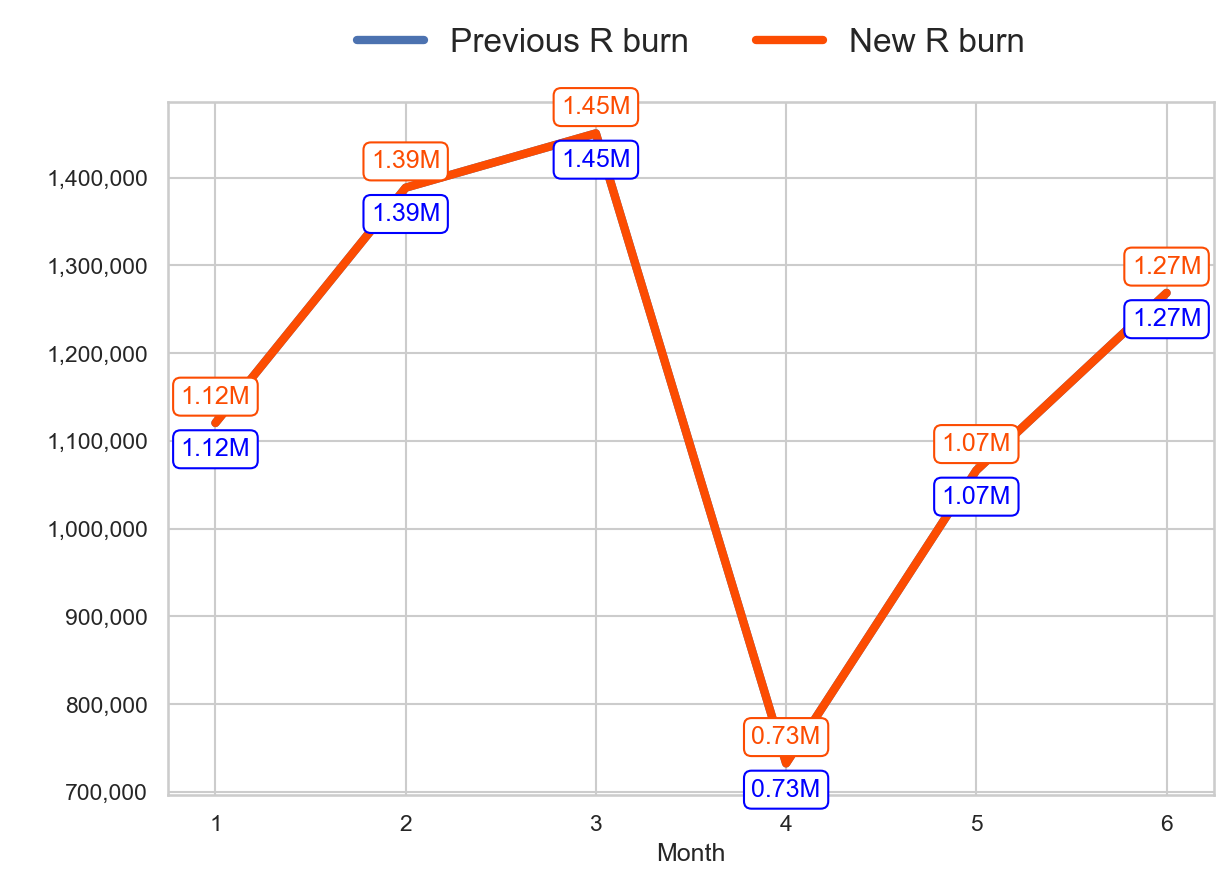 Previous R burn New R burn
1.45M
1.39M
1.45M
1,400,000
1.39M
1,300,000
1.27M
1.27M
1,200,000
1.12M
1,100,000
1.12M
1.07M
1.07M
1,000,000
900,000
800,000
0.73M
700,000
0.73M
1 2 3 4 5 6
Month